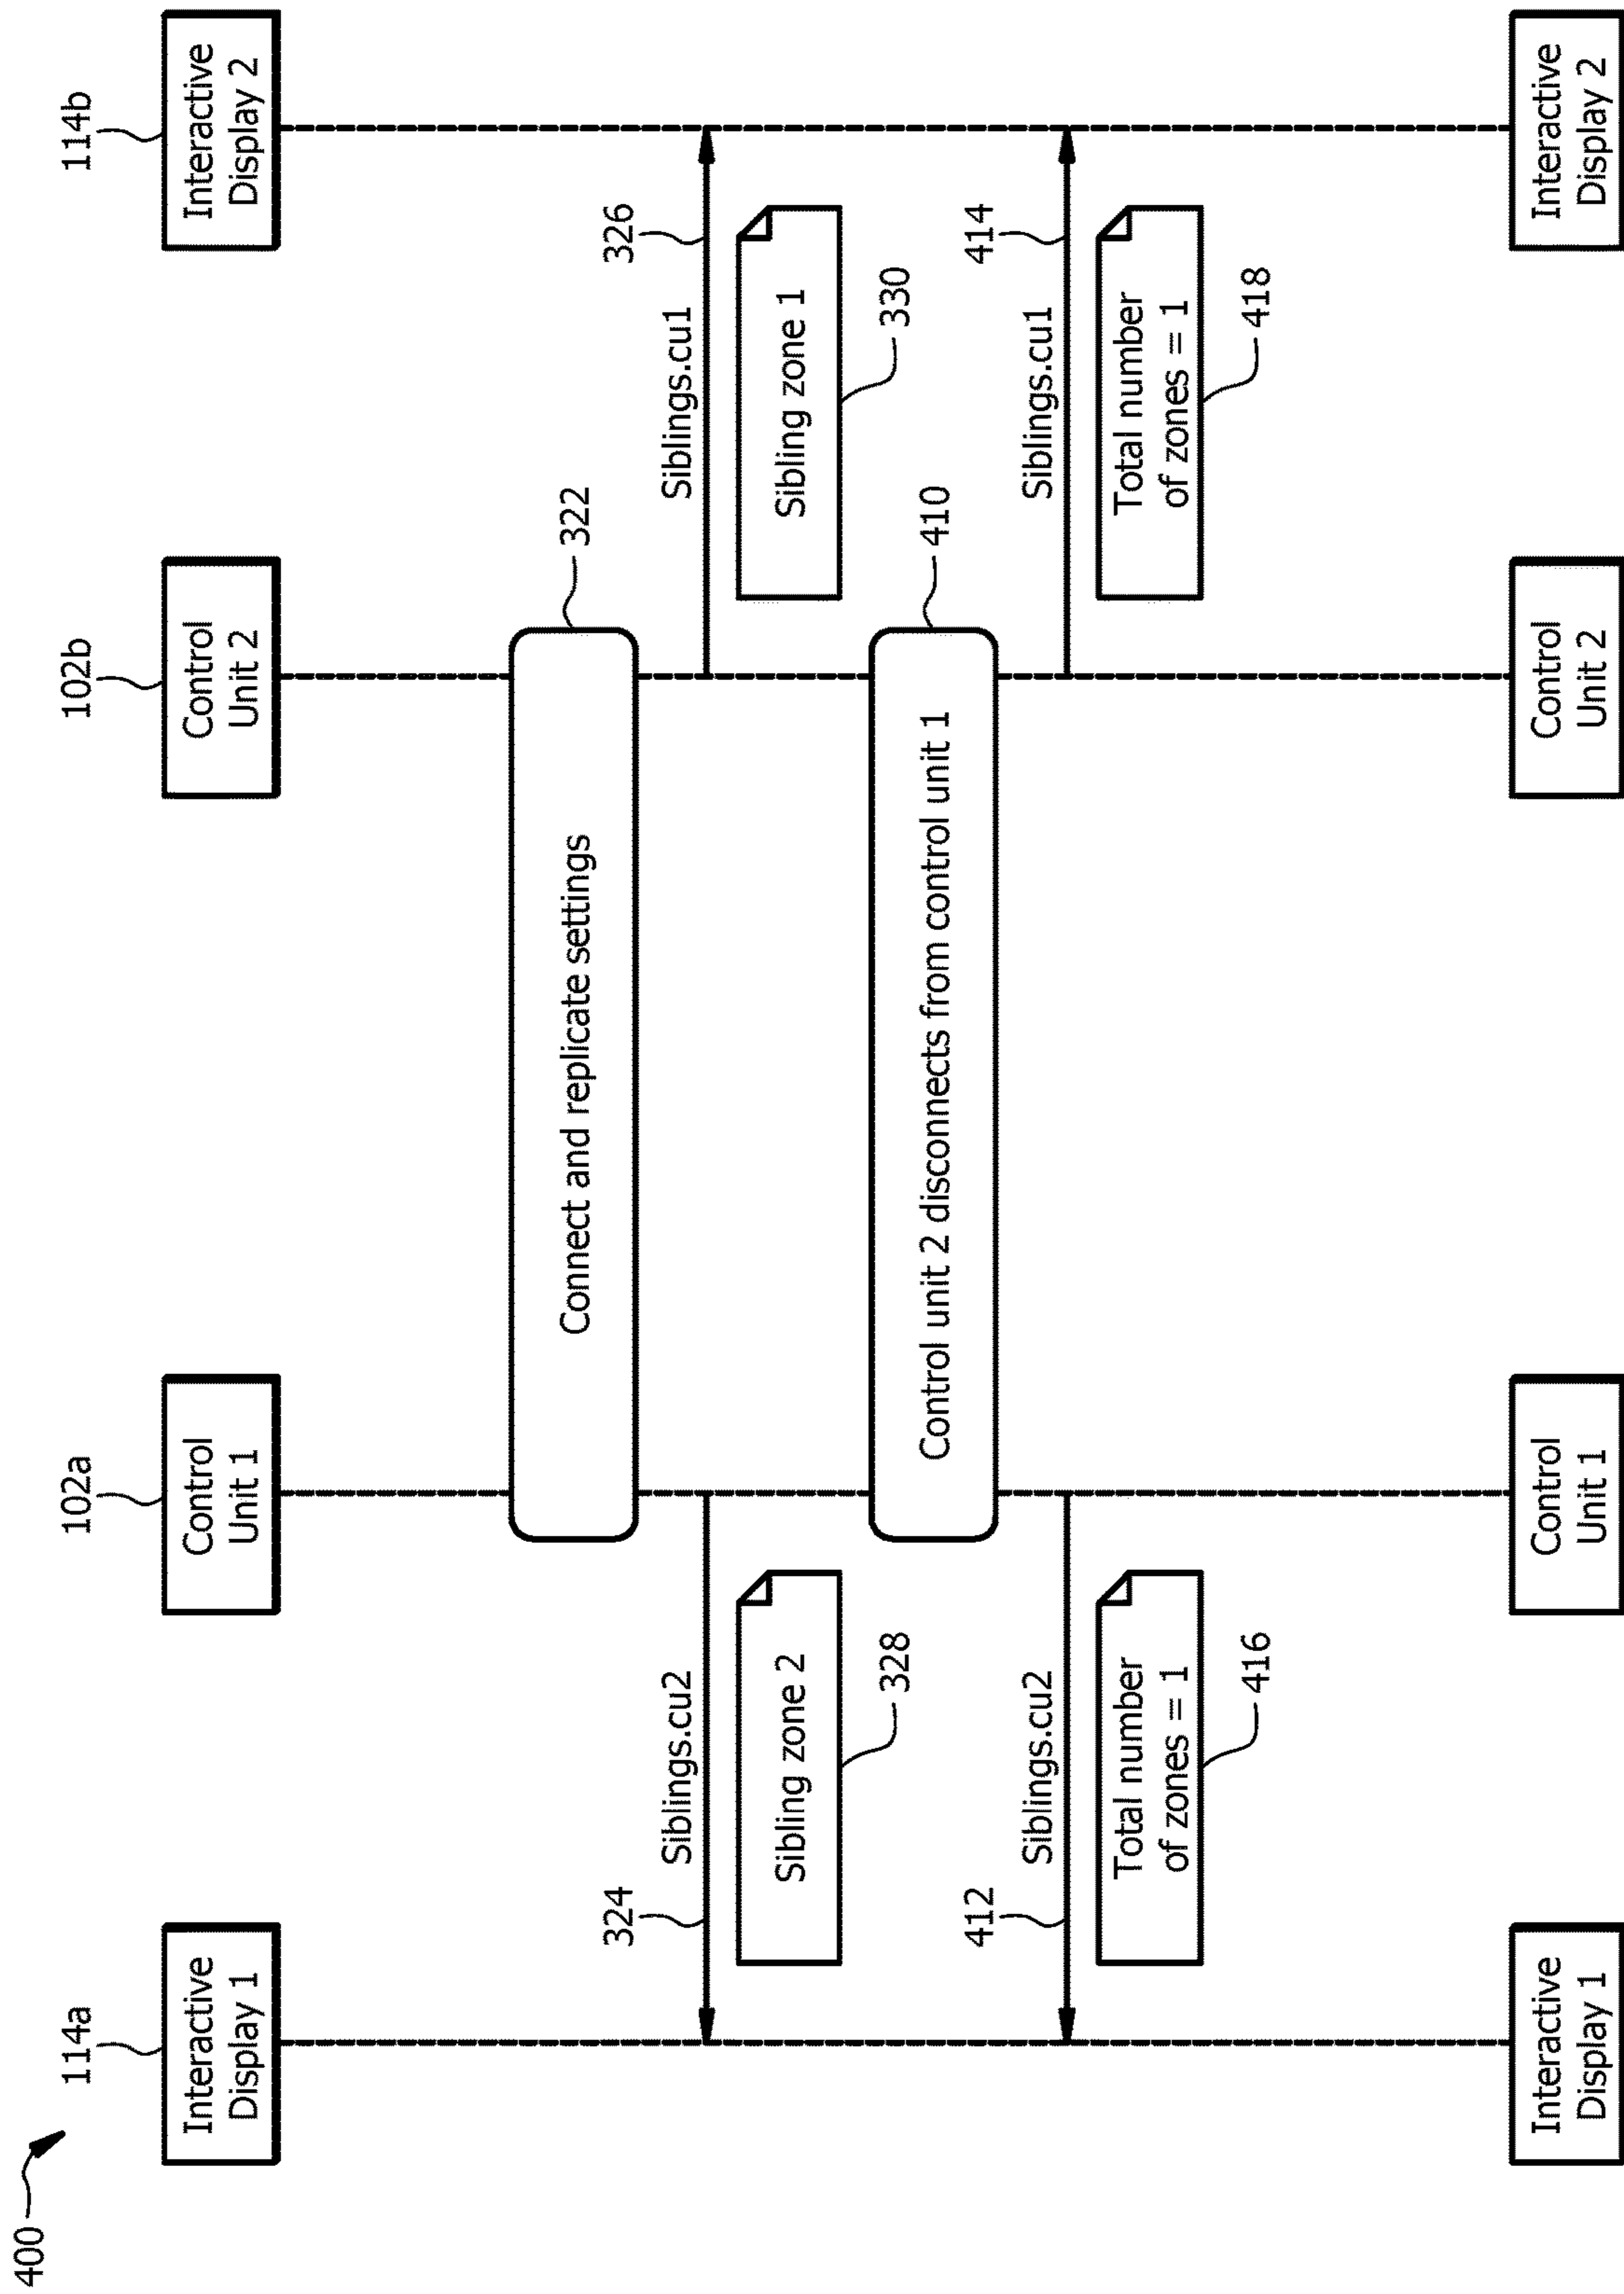 400
114a
102a
102b
114b
Interactive
Display 1
Control
Unit 1
Control
Unit 2
Interactive
Display 2
322
Connect and replicate settings
324
Siblings.cu2
Siblings.cu1
326
Sibling zone 2
328
Sibling zone 1
330
410
Control unit 2 disconnects from control unit 1
412
Siblings.cu2
Siblings.cu1
414
Total number
of zones = 1
416
Total number
of zones = 1
418
Interactive
Display 1
Control
Unit 1
Control
Unit 2
Interactive
Display 2